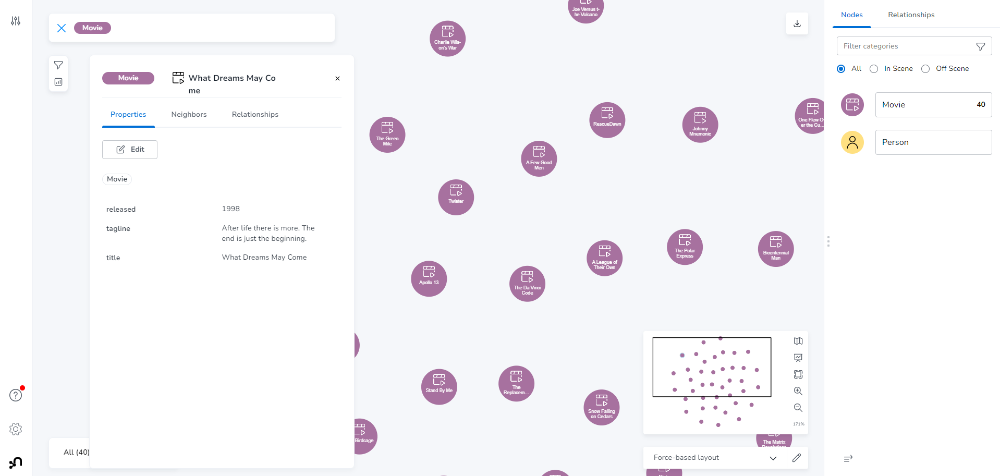 Movie
Movie
What Dreams May Co
me
Properties
Neighbors
Relationships
Edit
Movie
released
1998
tagline
After life there is more. The
end is just the beginning.
title
What Dreams May Come
All (40)
Joe Versus t-
he Volcano
Charlie Wils-
on's War
The Green
Mile
RescueDawn
Johnny
Mnemonic
One Flew O
er the Cu...
A Few Good
Men
Twister
Apollo 13
The Da Vinci
Code
A League of
Their Own
The Polar
Express
Bicentennial
Man
Stand By Me
The
Replacem...
Snow Falling
on Cedars
Birdcage
The Matrix
171%
Force-based layout
Nodes
Relationships
Filter categories
All
In Scene
Off Scene
Movie
40
Person